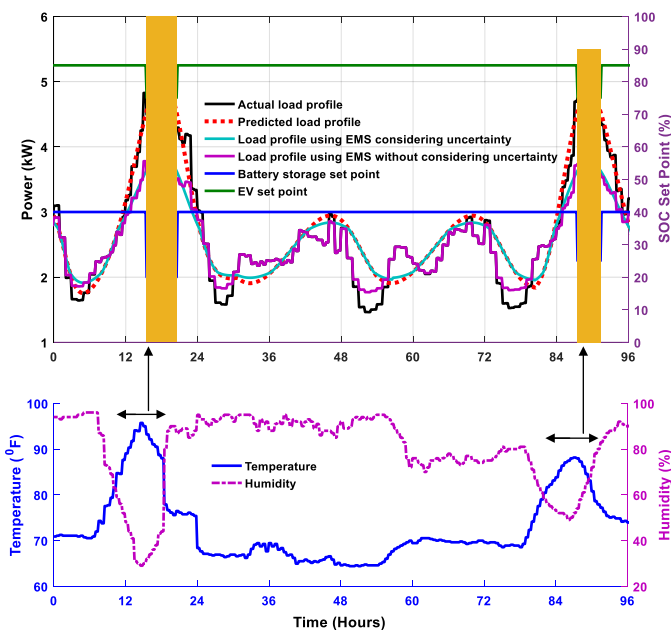 6
5
4
3
2
1
Power (kW)
100
90
80
70
60
50
40
30
20
10
0
SOC Set Point (%)
Actual load profile
Predicted load profile
Load profile using EMS considering uncertainty
Load profile using EMS without considering uncertainty
Battery storage set point
EV set point
0 12 24 36 48 60 72 84 96
100
90
80
70
60
Temperature (⁰F)
100
80
60
40
20
Humidity (%)
Temperature
Humidity
0 12 24 36 48 60 72 84 96
Time (Hours)